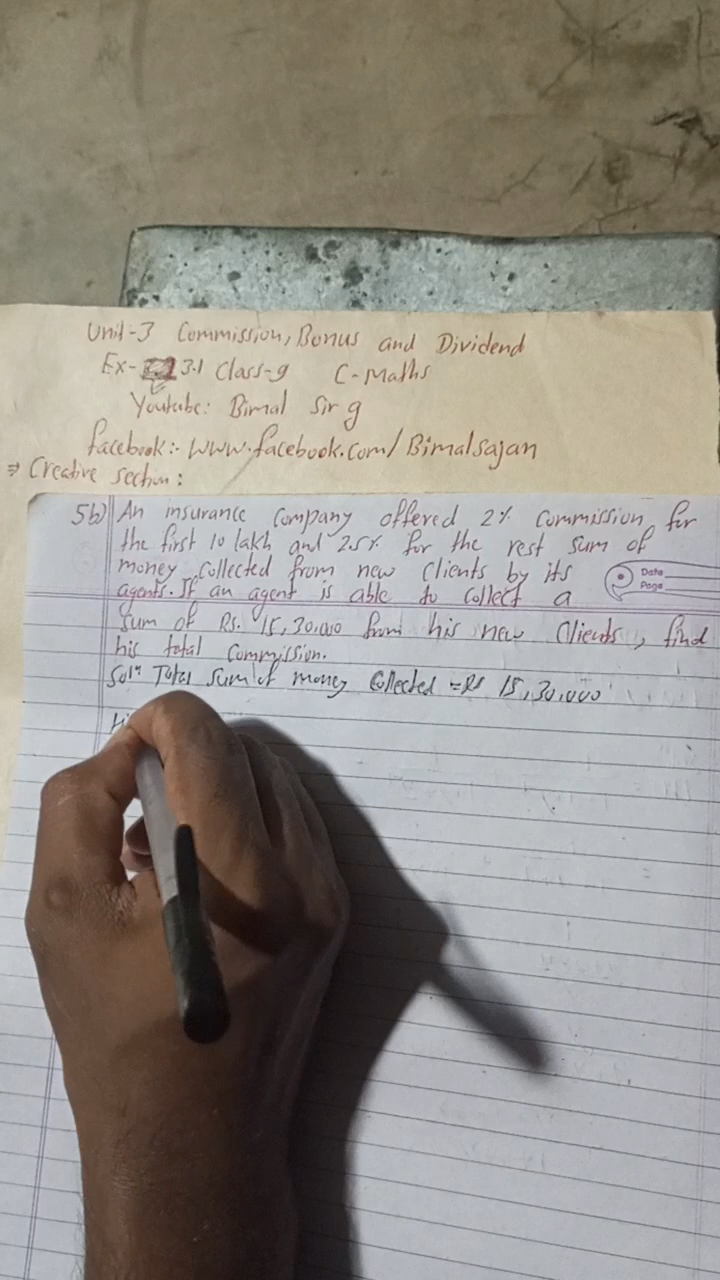 Unit-3 Commission, Bonus and Dividend
Ex- 3.1 Class-9 C-Maths
Youtube: Bimal Sir g
facebook:- www.facebook.com/Bimalsajan
⇒ Creative section:
5b) An insurance company offered 2% commission for
the first 10 lakh and 2.5% for the rest sum of
money collected from new clients by its
Date
Page
agents. If an agent is able to collect a
sum of Rs. 15,30,000 from his new clients, find
his total commission.
Solⁿ Total sum of money collected = Rs 15,30,000